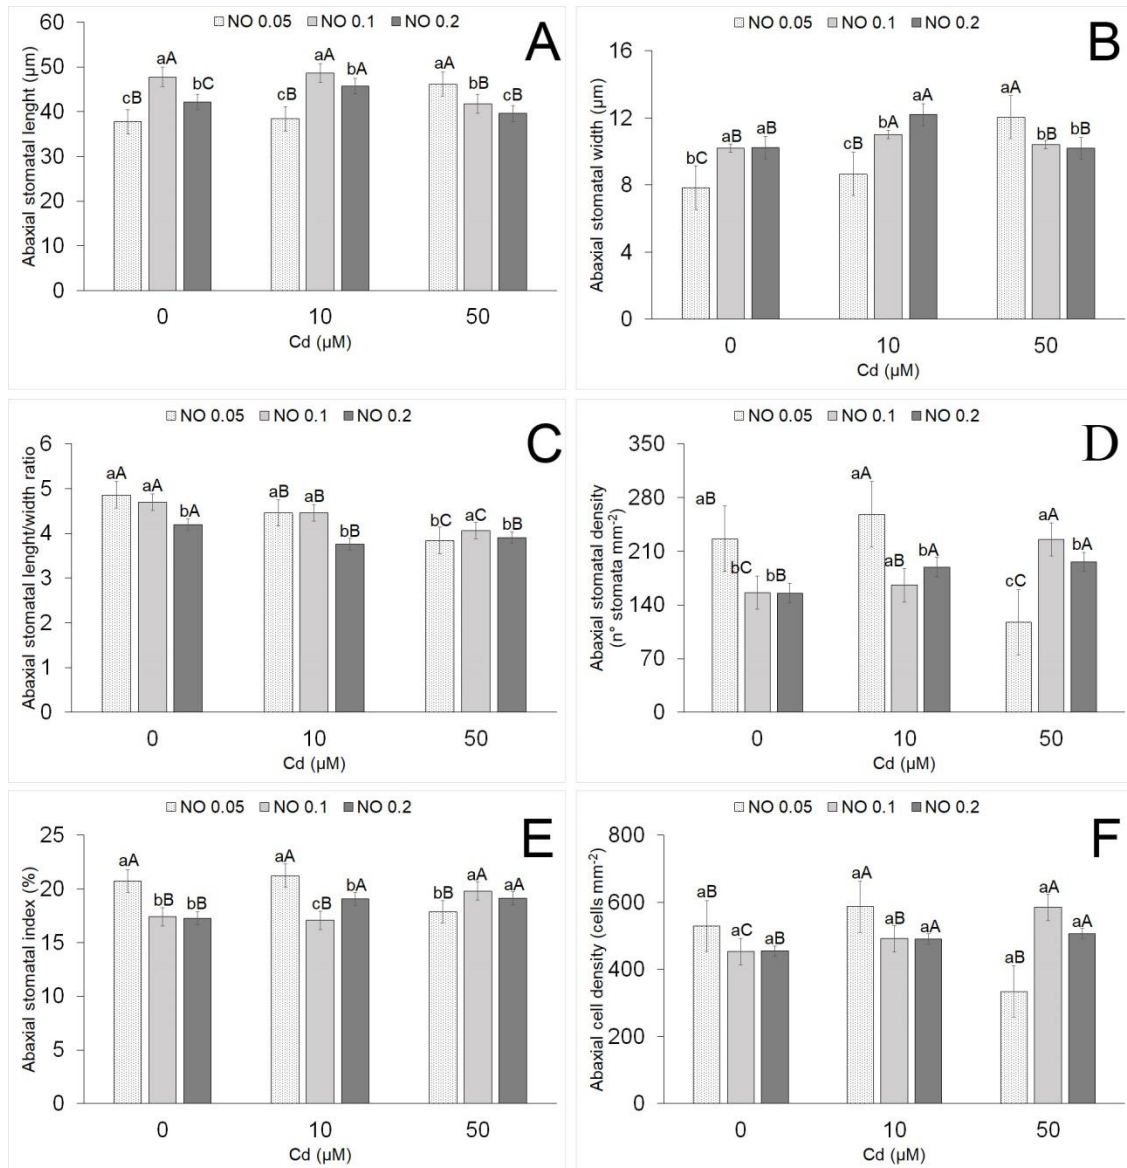 NO 0.05 NO 0.1 NO 0.2
A
Abaxial stomatal lenght (µm)
60
50
40
30
20
10
0
cB aA bC
cB aA bA
aA bB cB
0 10 50
Cd (µM)
NO 0.05 NO 0.1 NO 0.2
B
Abaxial stomatal width (µm)
16
12
8
4
0
bC aB aB
cB bA aA
aA bB bB
0 10 50
Cd (µM)
NO 0.05 NO 0.1 NO 0.2
C
Abaxial stomatal lenght/width ratio
6
5
4
3
2
1
0
aA aA bA
aB aB bB
bC aC bB
0 10 50
Cd (µM)
NO 0.05 NO 0.1 NO 0.2
D
Abaxial stomatal density
(n° stomata mm-2)
350
280
210
140
70
0
aB bC bB
aA aB bA
cC aA bA
0 10 50
Cd (µM)
NO 0.05 NO 0.1 NO 0.2
E
Abaxial stomatal index (%)
25
20
15
10
5
0
aA bB bB
aA cB bA
bB aA aA
0 10 50
Cd (µM)
NO 0.05 NO 0.1 NO 0.2
F
Abaxial cell density (cells mm-2)
800
600
400
200
0
aB aC aB
aA aB aA
aB aA aA
0 10 50
Cd (µM)